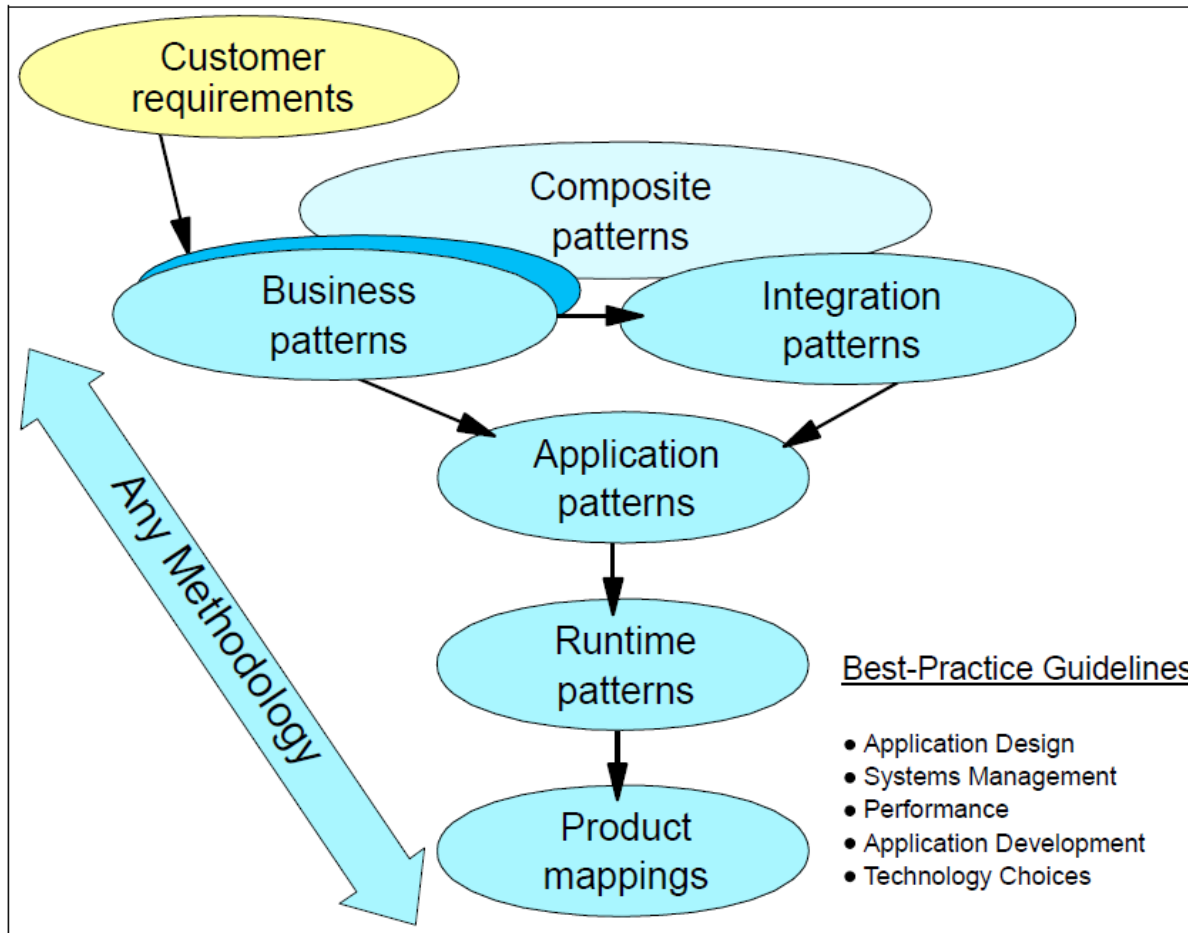 Customer
requirements
Composite
patterns
Business
patterns
Integration
patterns
Application
patterns
Any Methodology
Runtime
patterns
Product
mappings
Best-Practice Guidelines
● Application Design
● Systems Management
● Performance
● Application Development
● Technology Choices